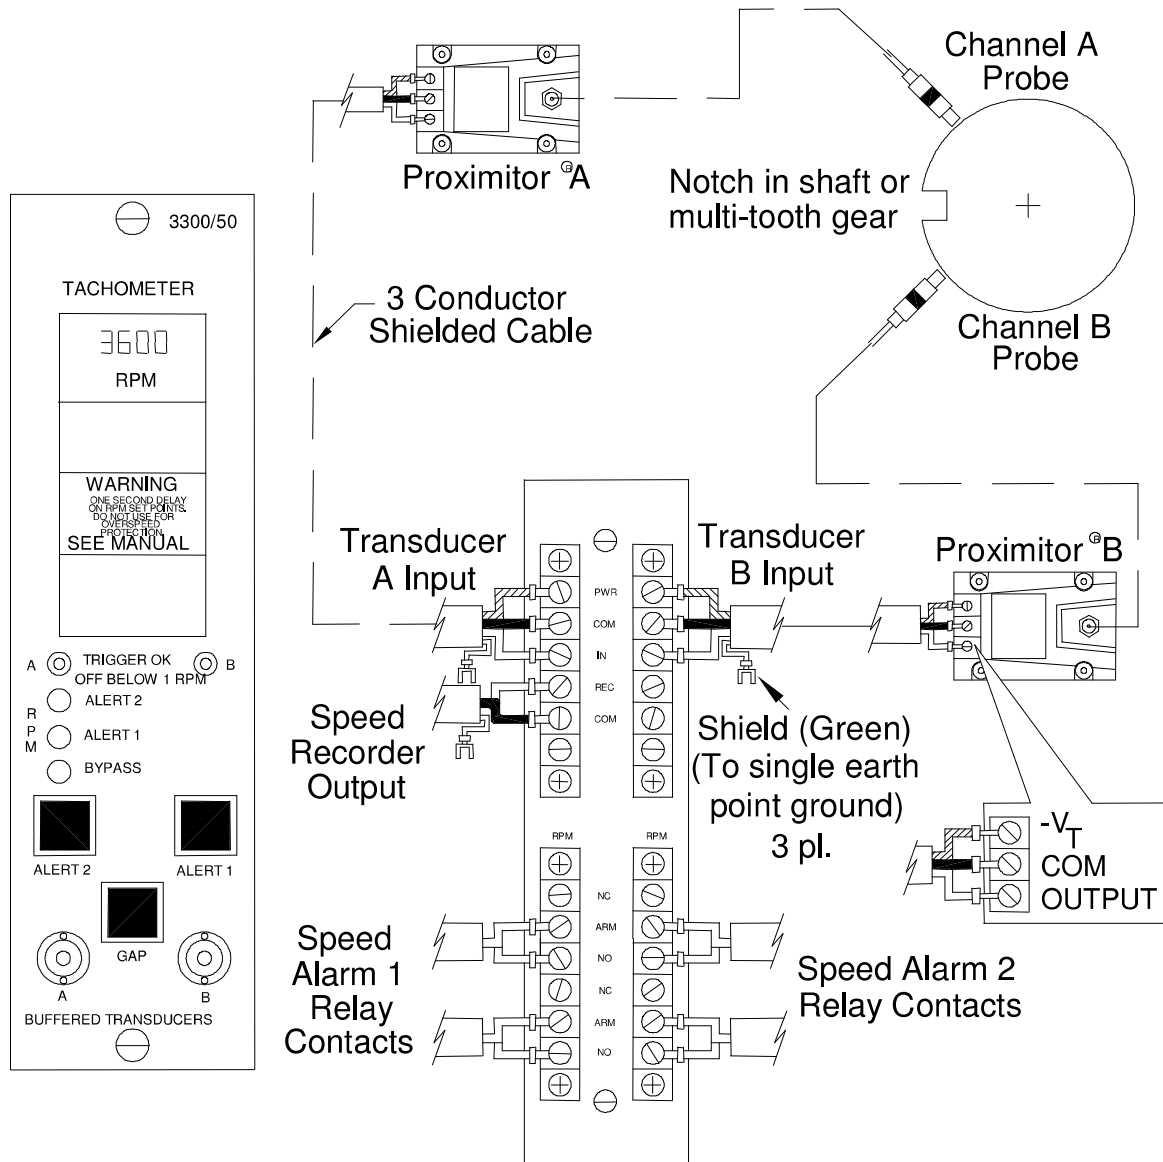 Channel A
Probe
Proximitor ®A
Notch in shaft or
multi-tooth gear
3300/50
TACHOMETER
3600
RPM
WARNING
ONE SECOND DELAY
ON RPM SET POINTS.
DO NOT USE FOR
OVERSPEED
PROTECTION.
SEE MANUAL
A
TRIGGER OK
B
OFF BELOW 1 RPM
ALERT 2
RPM
ALERT 1
BYPASS
ALERT 2
ALERT 1
GAP
A
B
BUFFERED TRANSDUCERS
3 Conductor
Shielded Cable
Channel B
Probe
Transducer
A Input
Transducer
B Input
Proximitor ®B
PWR
COM
IN
REC
COM
Speed
Recorder
Output
Shield (Green)
(To single earth
point ground)
3 pl.
-VT
COM
OUTPUT
RPM
RPM
NC
ARM
NO
NC
ARM
NO
Speed
Alarm 1
Relay
Contacts
Speed Alarm 2
Relay Contacts